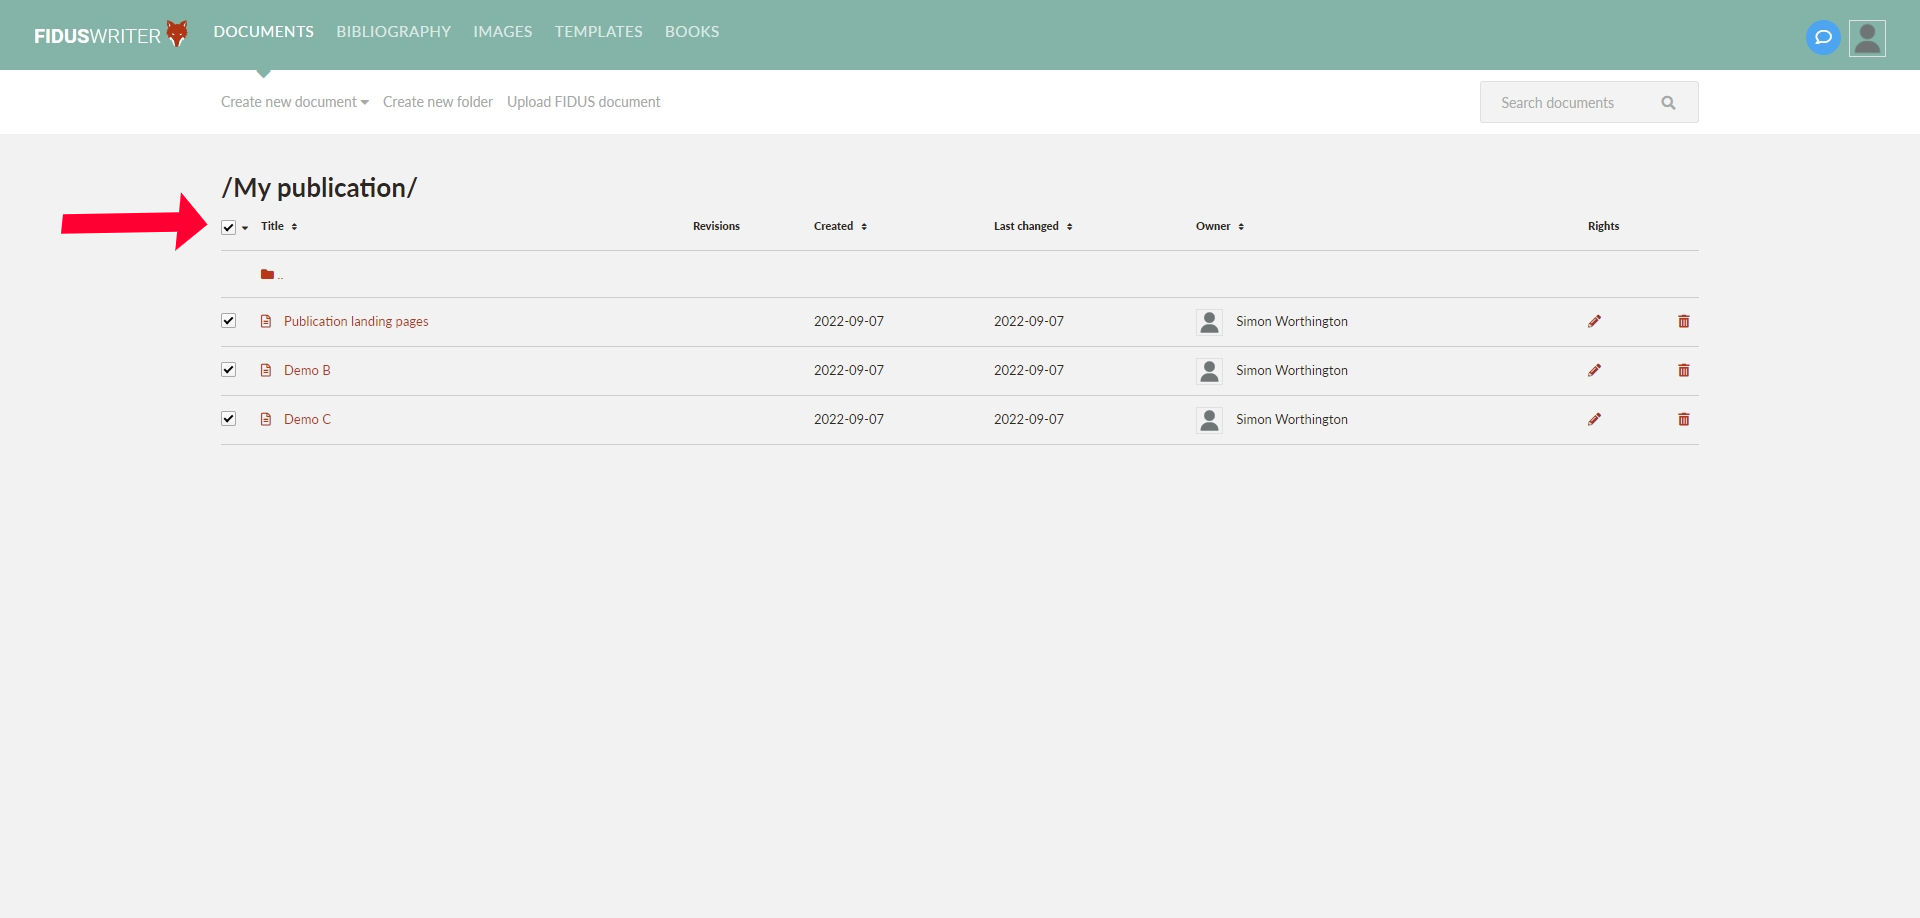 FIDUSWRITER DOCUMENTS BIBLIOGRAPHY IMAGES TEMPLATES BOOKS
Create new document Create new folder Upload FIDUS document Search documents
/My publication/
Title Revisions Created Last changed Owner Rights
..
Publication landing pages 2022-09-07 2022-09-07 Simon Worthington
Demo B 2022-09-07 2022-09-07 Simon Worthington
Demo C 2022-09-07 2022-09-07 Simon Worthington